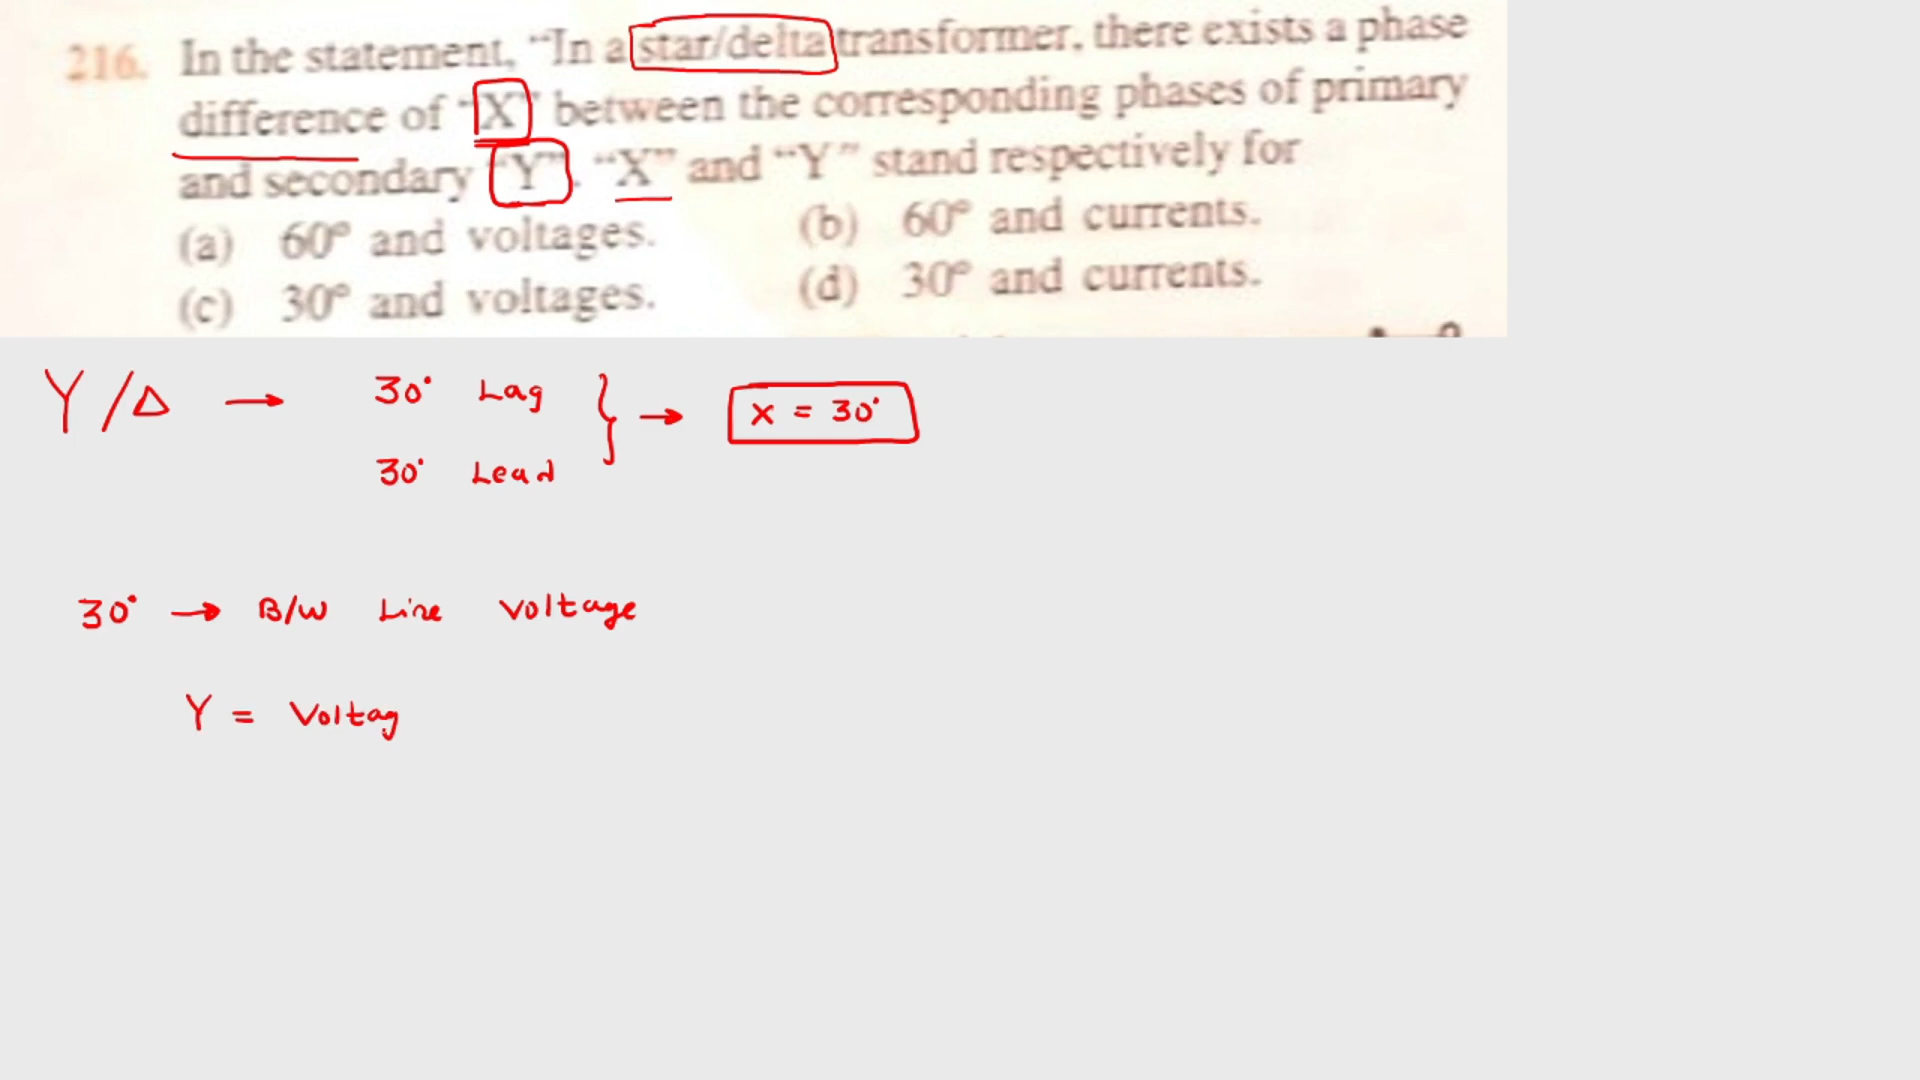 216. In the statement, "In a star/delta transformer, there exists a phase
difference of "X" between the corresponding phases of primary
and secondary "Y". "X" and "Y" stand respectively for
(a) 60° and voltages. (b) 60° and currents.
(c) 30° and voltages. (d) 30° and currents.
Y/Δ → 30° Lag } → X = 30°
30° Lead
30° → B/W Line Voltage
Y = Voltag